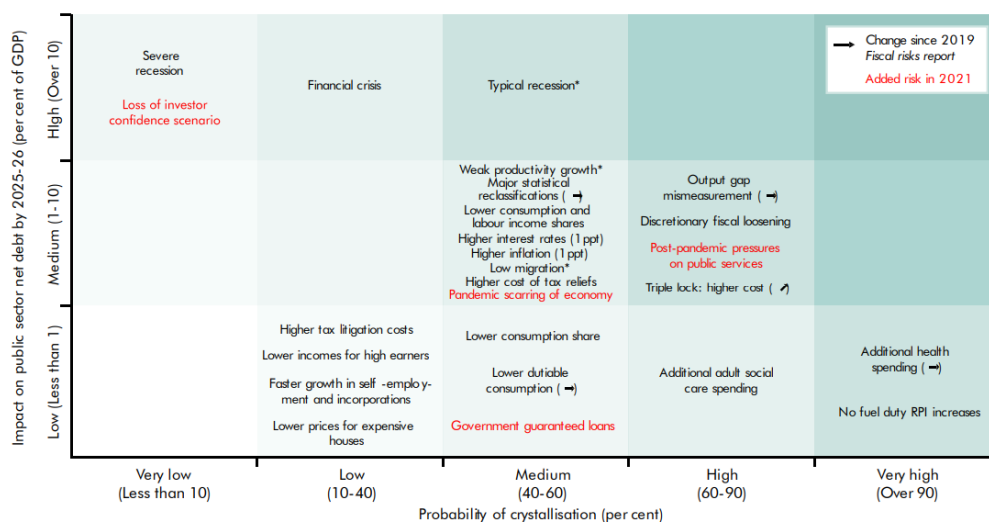 Impact on public sector net debt by 2025-26 (per cent of GDP)
HIgh (Over 10)
Medium (1-10)
Low (Less than 1)
Severe
recession
Loss of investor
confidence scenario
Financial crisis
Typical recession*
→ Change since 2019
Fiscal risks report
Added risk in 2021
Weak productivity growth*
Major statistical
reclassifications ( → )
Lower consumption and
labour income shares
Higher interest rates (1ppt)
Higher inflation (1ppt)
Low migration*
Higher cost of tax reliefs
Pandemic scarring of economy
Output gap
mismeasurement ( → )
Discretionary fiscal loosening
Post-pandemic pressures
on public services
Triple lock: higher cost ( ↗ )
Higher tax litigation costs
Lower incomes for high earners
Faster growth in self -employ-
ment and incorporations
Lower prices for expensive
houses
Lower consumption share
Lower dutiable
consumption ( → )
Government guaranteed loans
Additional adult social
care spending
Additional health
spending ( → )
No fuel duty RPI increases
Very low
(Less than 10)
Low
(10-40)
Medium
(40-60)
High
(60-90)
Very high
(Over 90)
Probability of crystallisation (per cent)